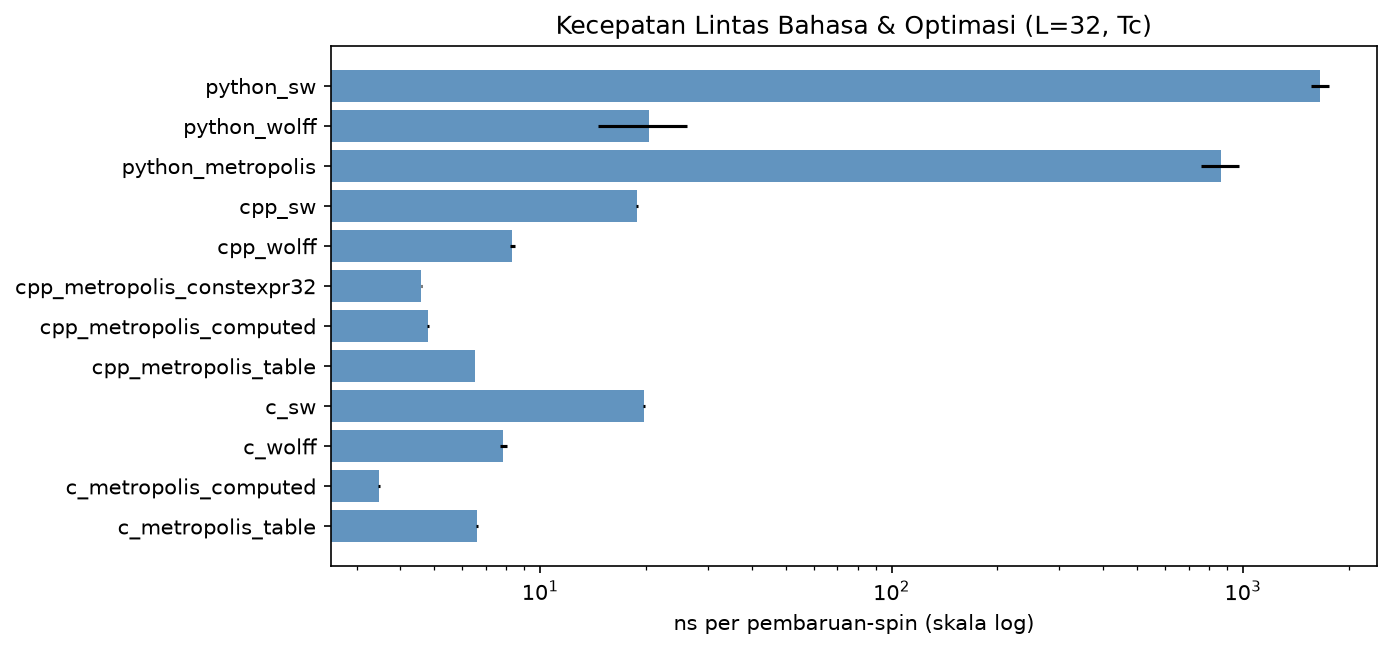 Kecepatan Lintas Bahasa & Optimasi (L=32, Tc)
python_sw
python_wolff
python_metropolis
cpp_sw
cpp_wolff
cpp_metropolis_constexpr32
cpp_metropolis_computed
cpp_metropolis_table
c_sw
c_wolff
c_metropolis_computed
c_metropolis_table
10¹ 10² 10³
ns per pembaruan-spin (skala log)